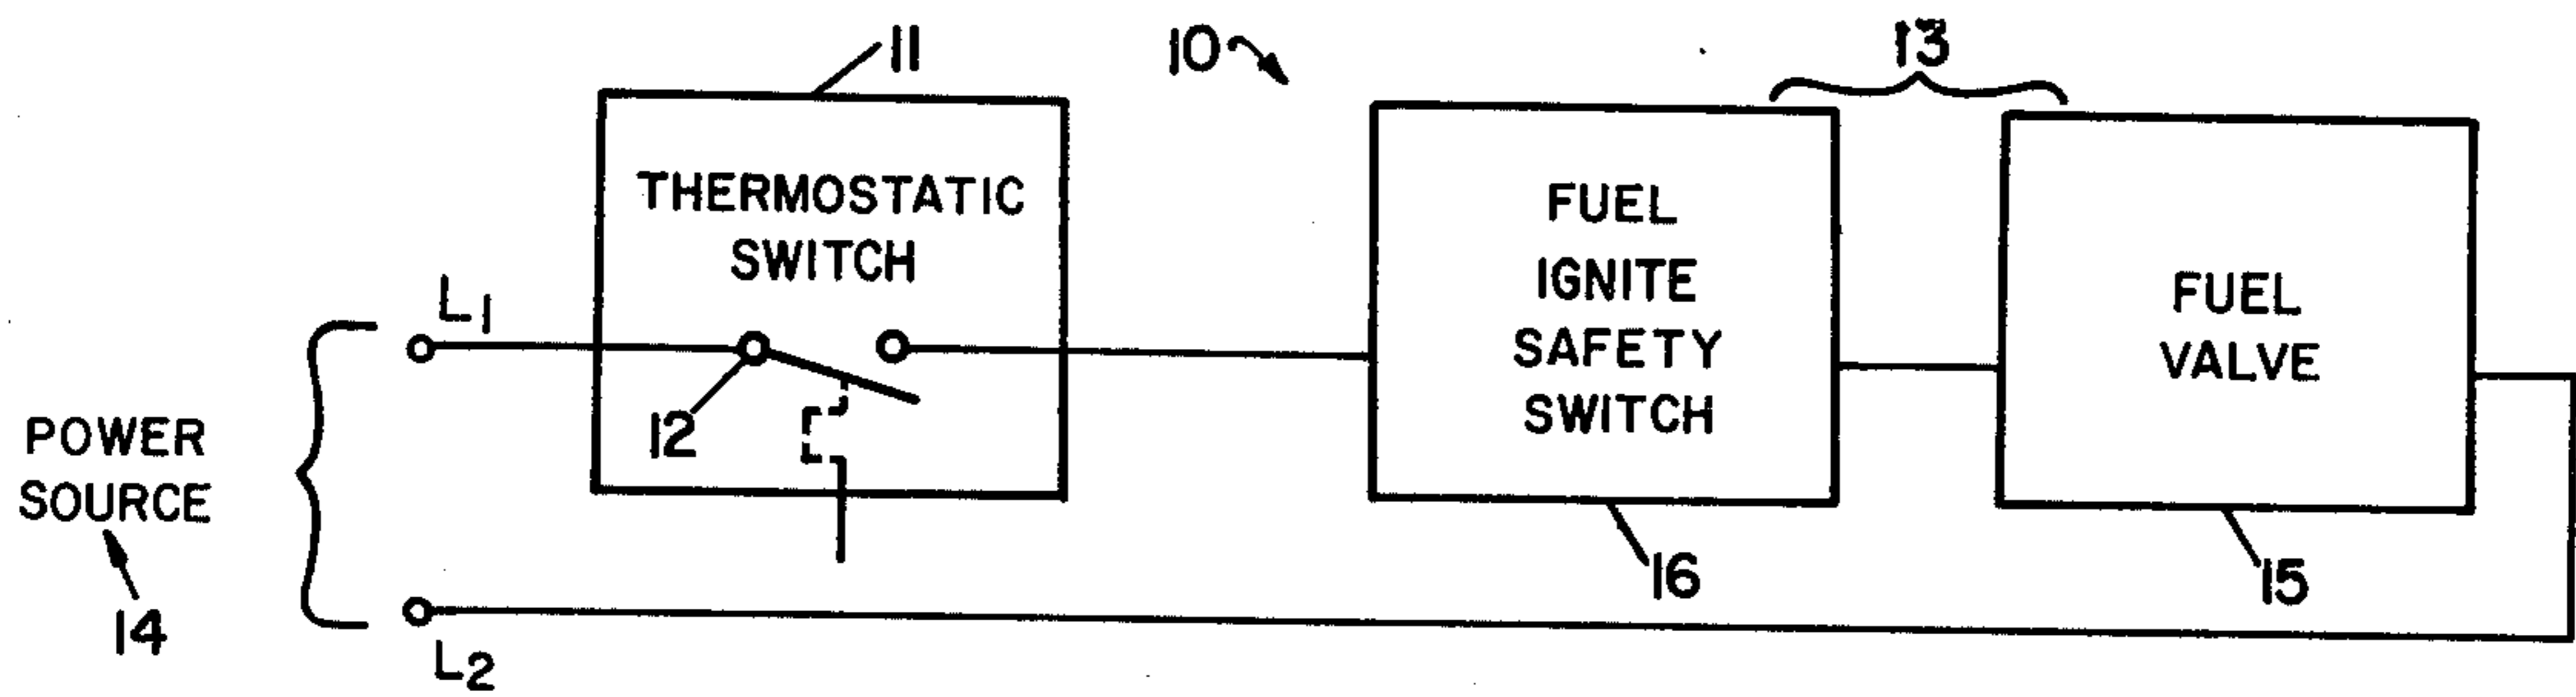 11
10
13
THERMOSTATIC
SWITCH
FUEL
IGNITE
SAFETY
SWITCH
FUEL
VALVE
L1
12
POWER
SOURCE
14
16
15
L2